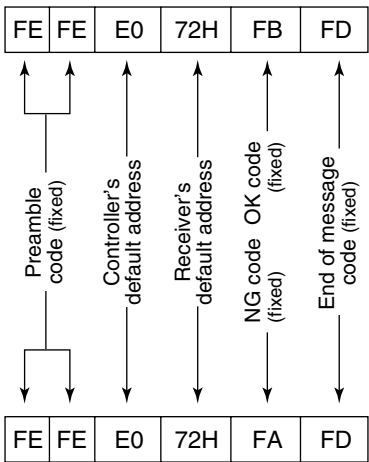 FE FE E0 72H FB FD
Preamble
code (fixed)
Controller's
default address
Receiver's
default address
OK code
(fixed)
NG code
(fixed)
End of message
code (fixed)
FE FE E0 72H FA FD